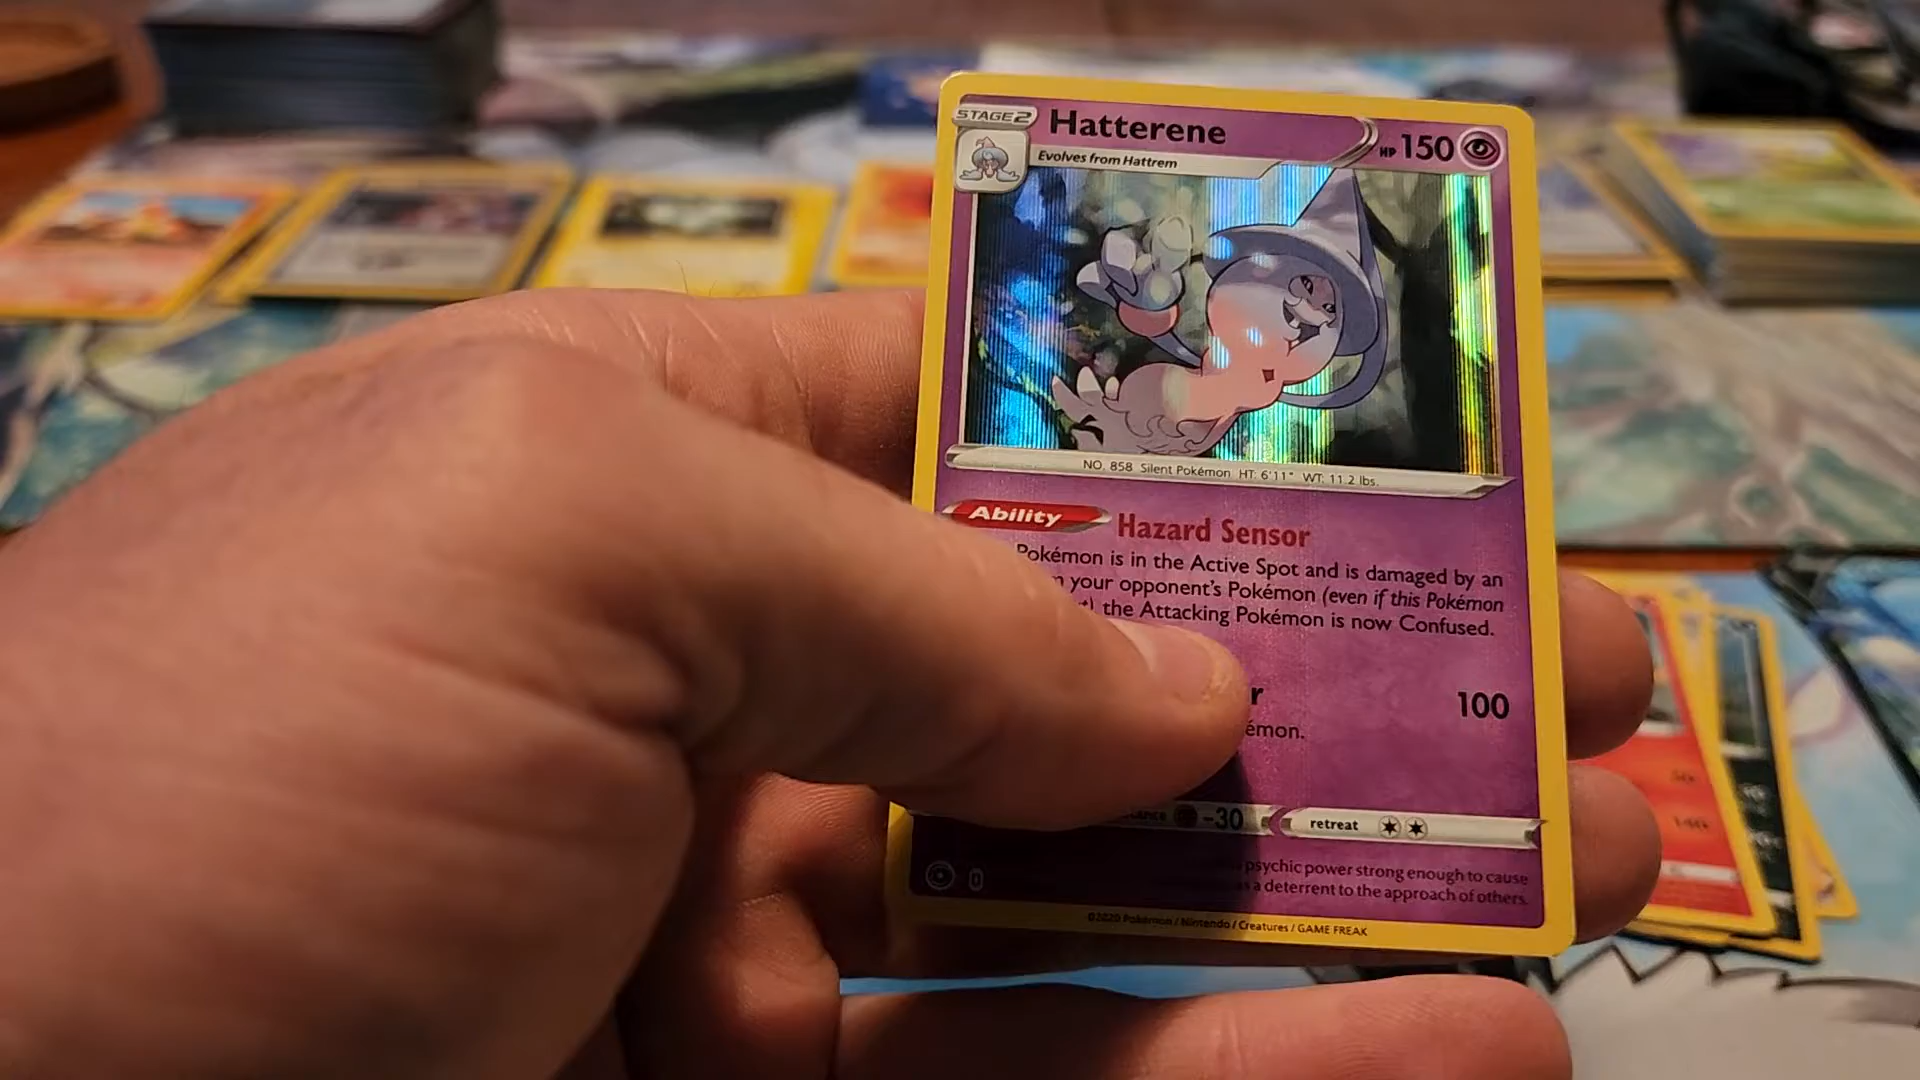 STAGE 2
Hatterene
HP 150
Evolves from Hattrem
NO. 858 Silent Pokémon HT: 6'11" WT: 11.2 lbs.
Ability
Hazard Sensor
Pokémon is in the Active Spot and is damaged by an
your opponent's Pokémon (even if this Pokémon
the Attacking Pokémon is now Confused.
100
-30
retreat
psychic power strong enough to cause
a deterrent to the approach of others.
©2020 Pokémon / Nintendo / Creatures / GAME FREAK